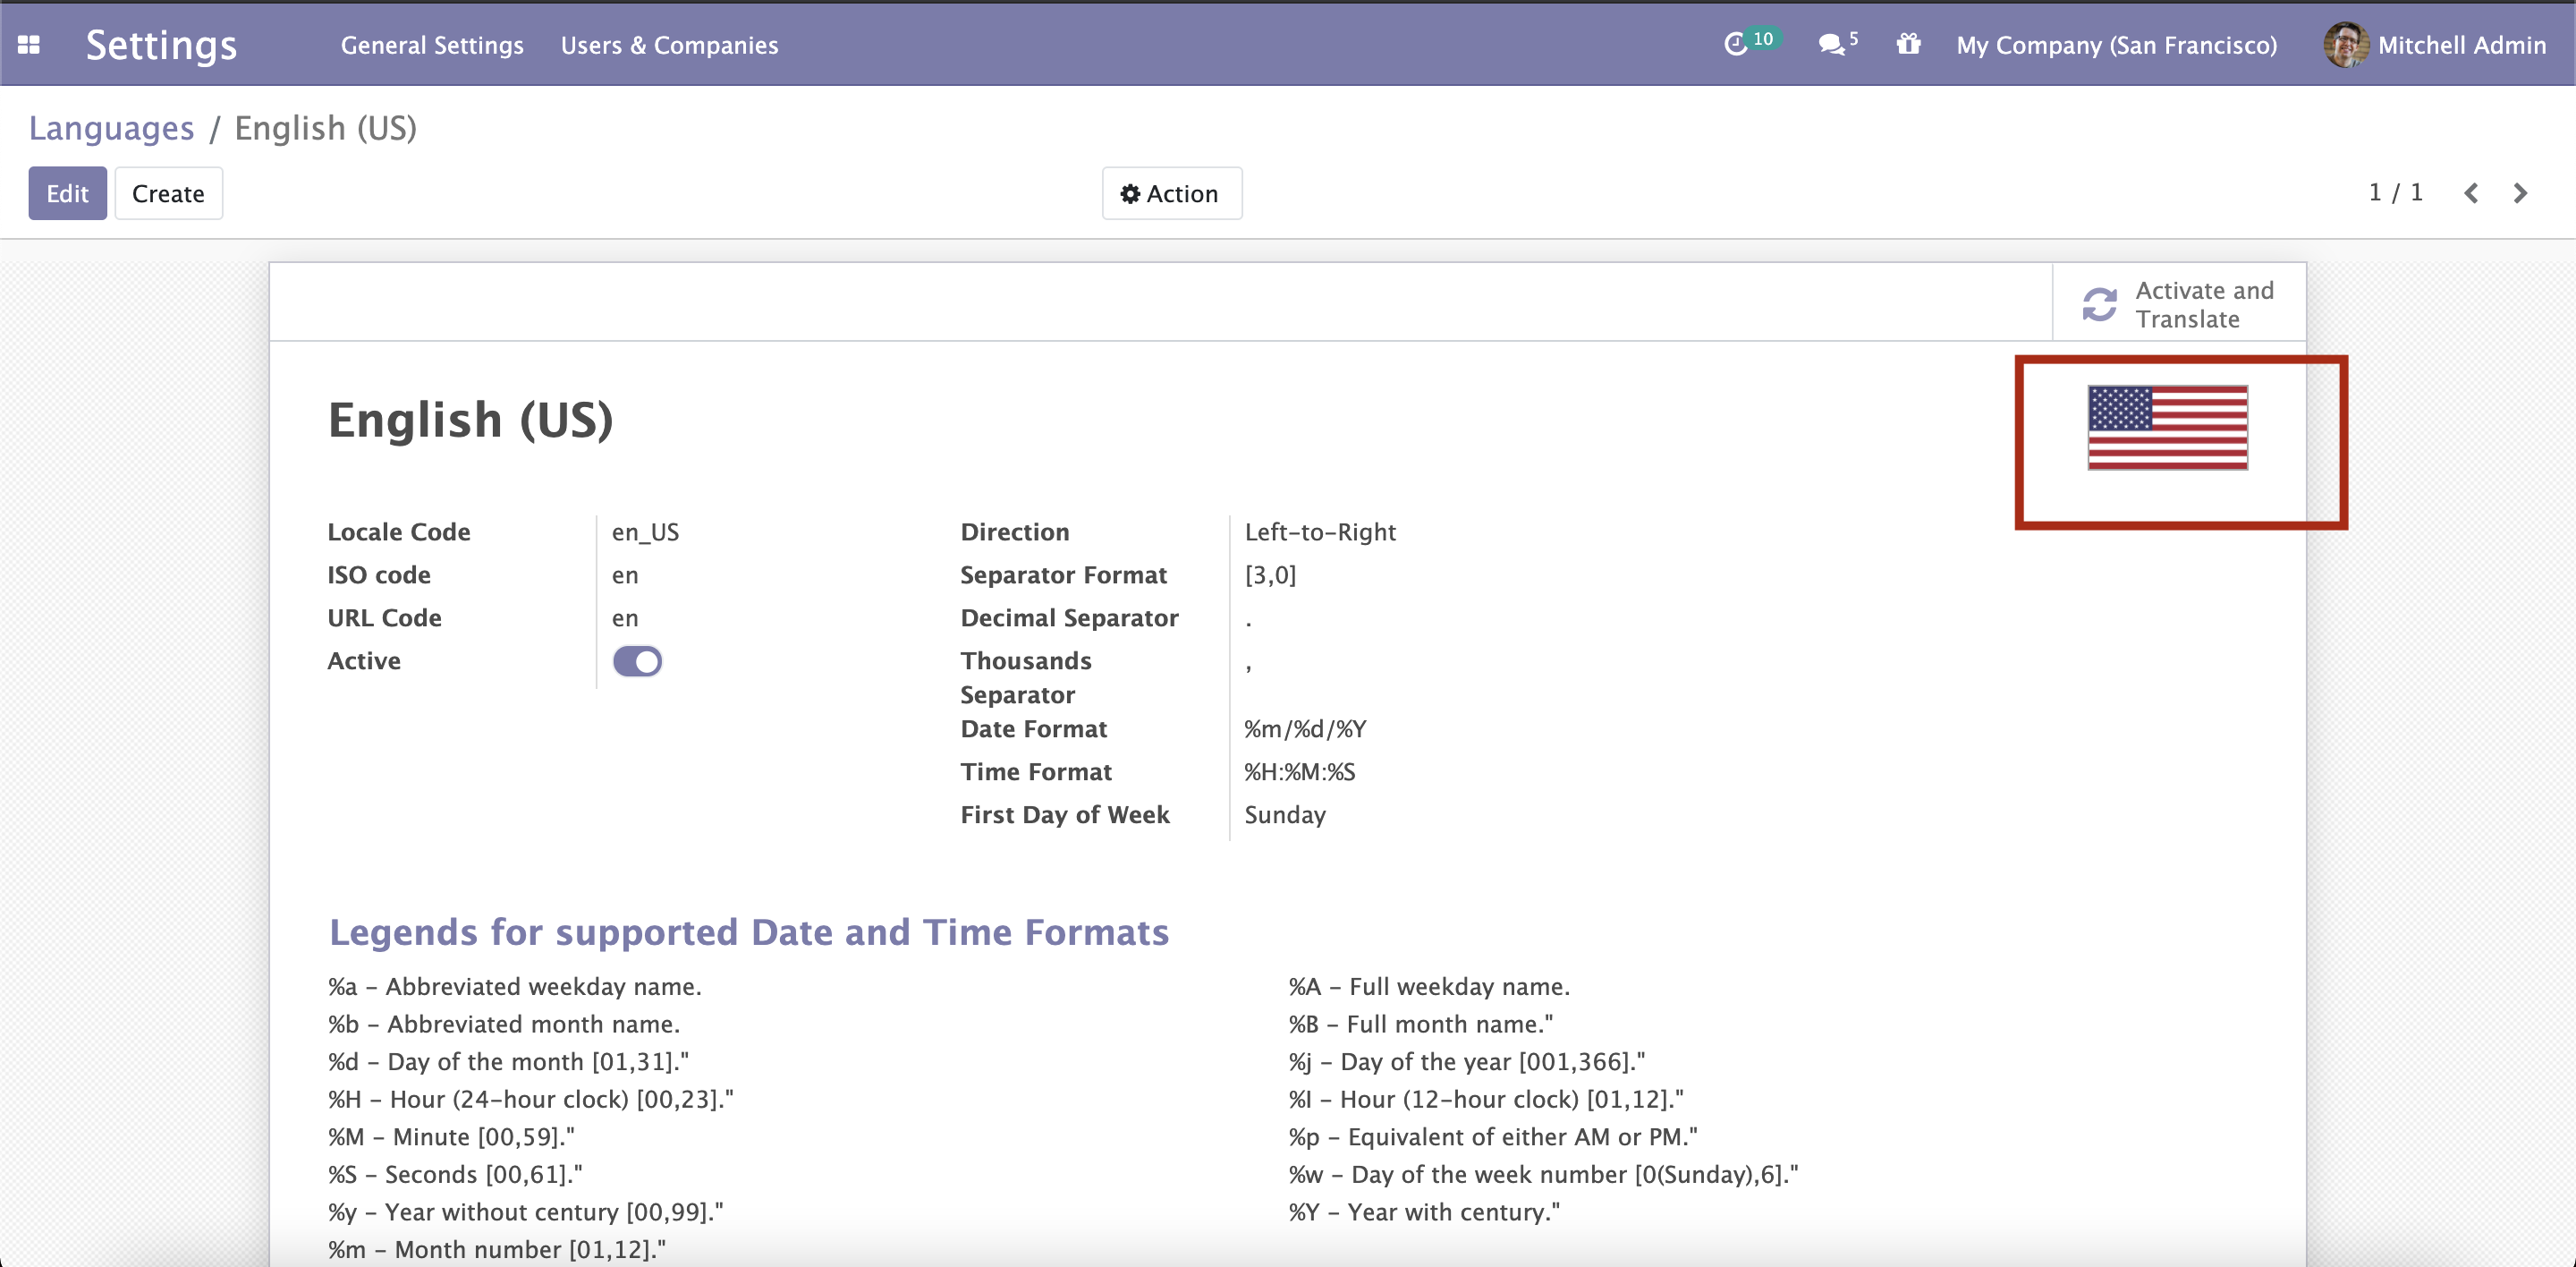 Settings General Settings Users & Companies 10 5 My Company (San Francisco) Mitchell Admin
Languages / English (US)
Edit Create Action 1 / 1
Activate and
Translate
English (US)
Locale Code en_US
ISO code en
URL Code en
Active
Direction Left-to-Right
Separator Format [3,0]
Decimal Separator .
Thousands ,
Separator
Date Format %m/%d/%Y
Time Format %H:%M:%S
First Day of Week Sunday
Legends for supported Date and Time Formats
%a - Abbreviated weekday name.
%b - Abbreviated month name.
%d - Day of the month [01,31]."
%H - Hour (24-hour clock) [00,23]."
%M - Minute [00,59]."
%S - Seconds [00,61]."
%y - Year without century [00,99]."
%m - Month number [01,12]."
%A - Full weekday name.
%B - Full month name."
%j - Day of the year [001,366]."
%I - Hour (12-hour clock) [01,12]."
%p - Equivalent of either AM or PM."
%w - Day of the week number [0(Sunday),6]."
%Y - Year with century."